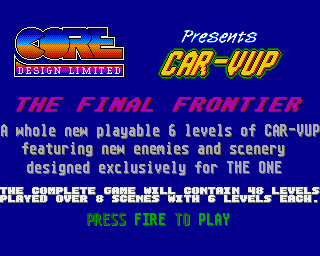 CORE
DESIGN LIMITED
Presents
CAR-VUP
THE FINAL FRONTIER
A whole new playable 6 levels of CAR-VUP
featuring new enemies and scenery
designed exclusively for THE ONE
THE COMPLETE GAME WILL CONTAIN 48 LEVELS
PLAYED OVER 8 SCENES WITH 6 LEVELS EACH.
PRESS FIRE TO PLAY